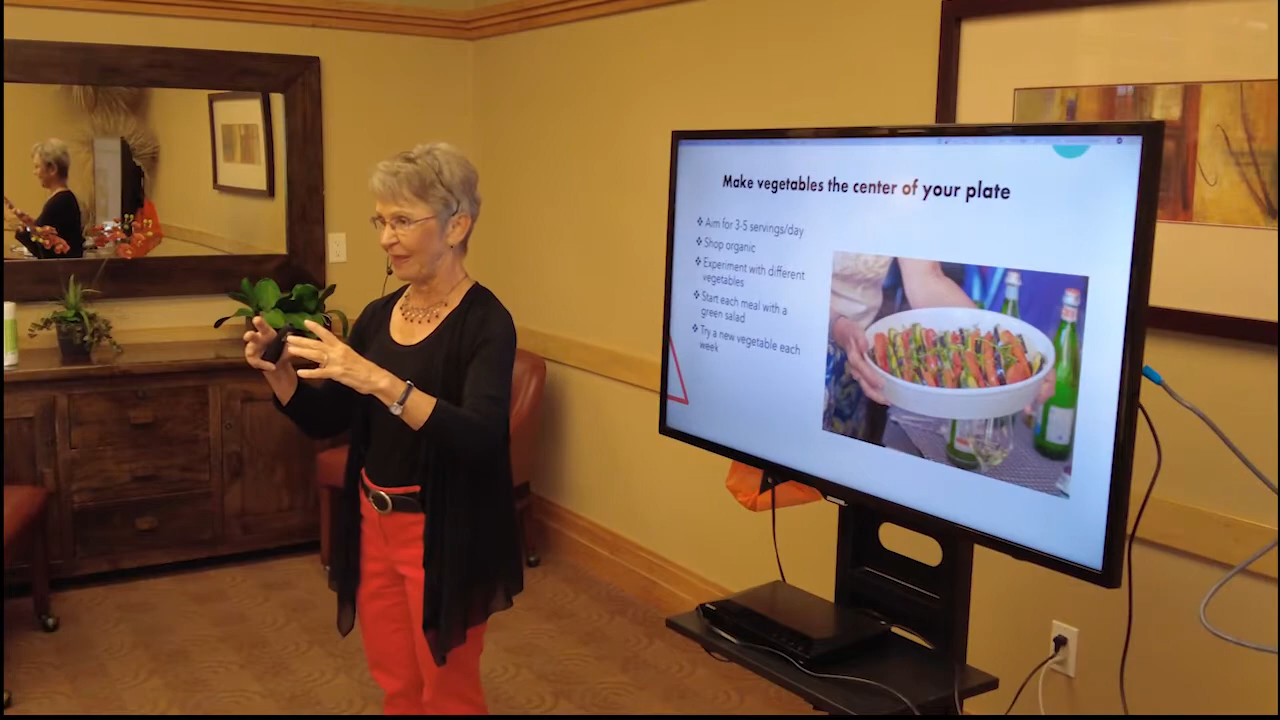 Make vegetables the center of your plate
❖ Aim for 3-5 servings/day
❖ Shop organic
❖ Experiment with different
vegetables
❖ Start each meal with a
green salad
❖ Try a new vegetable each
week